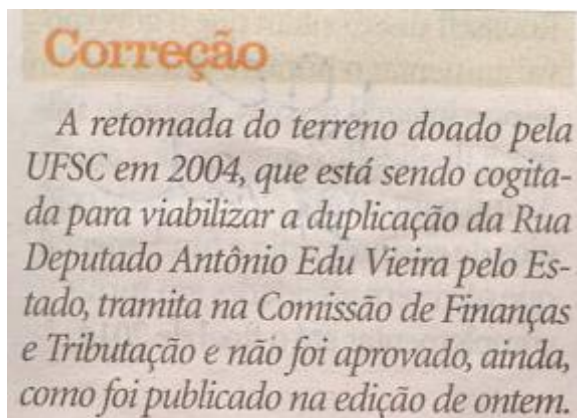 Correção
A retomada do terreno doado pela
UFSC em 2004, que está sendo cogita-
da para viabilizar a duplicação da Rua
Deputado Antônio Edu Vieira pelo Es-
tado, tramita na Comissão de Finanças
e Tributação e não foi aprovado, ainda,
como foi publicado na edição de ontem.